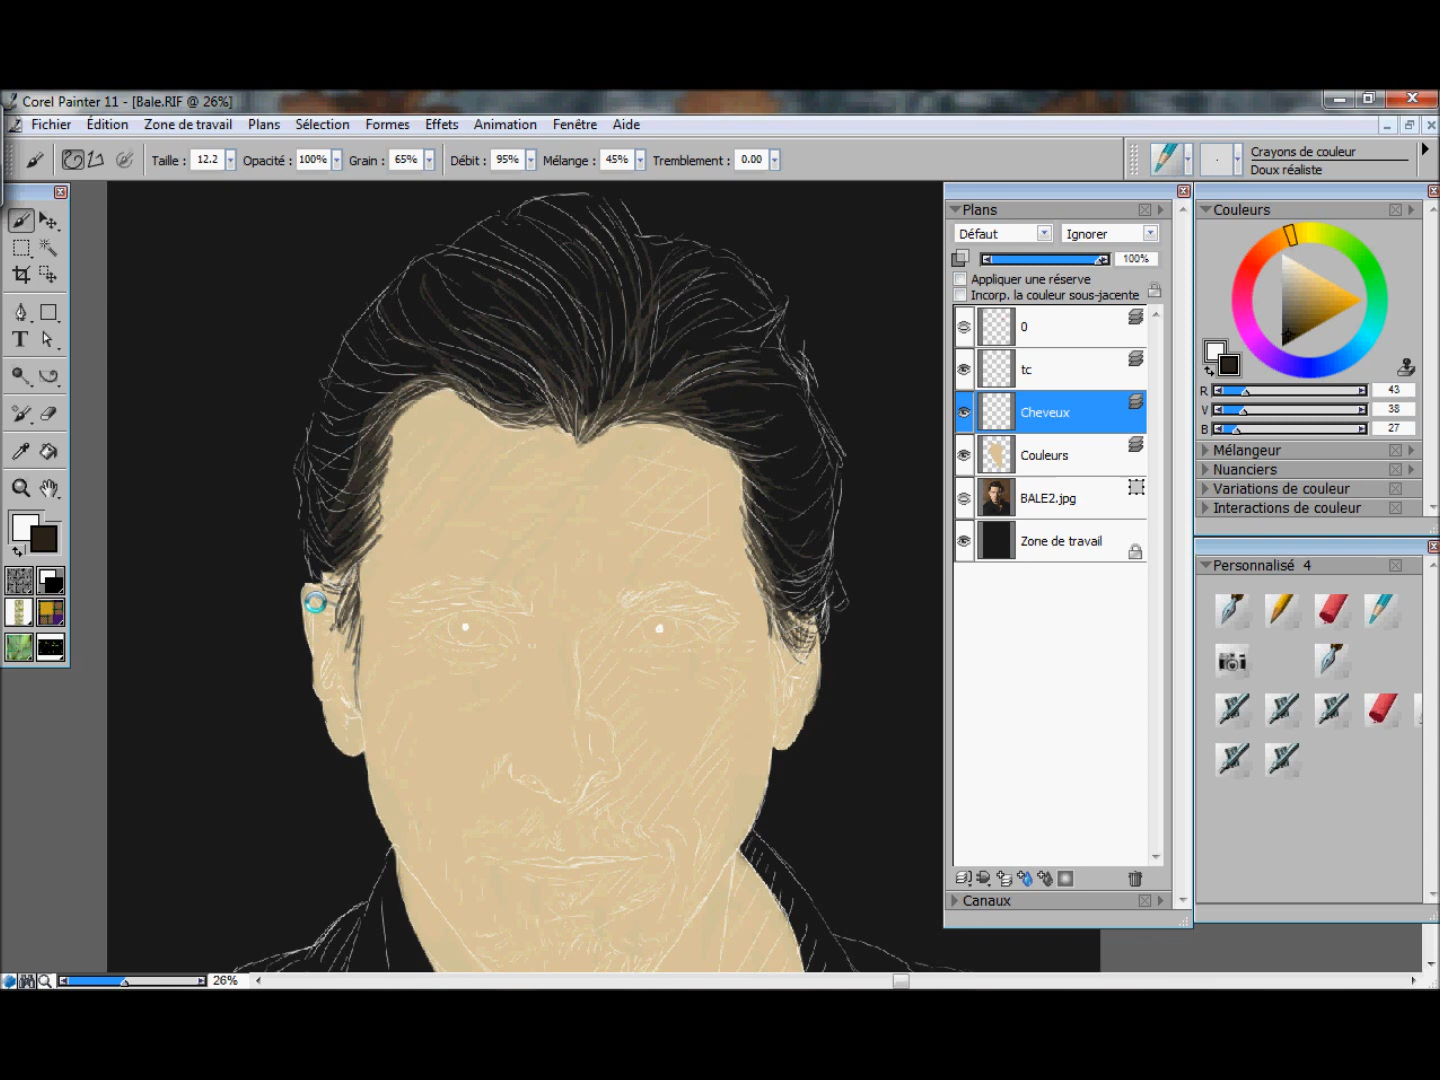 Corel Painter 11 - [Bale.RIF @ 26%]
Fichier Édition Zone de travail Plans Sélection Formes Effets Animation Fenêtre Aide
Taille : 12.2 Opacité : 100% Grain : 65% Débit : 95% Mélange : 45% Tremblement : 0.00
Crayons de couleur
Doux réaliste
Plans
Défaut Ignorer
100%
Appliquer une réserve
Incorp. la couleur sous-jacente
0
tc
Cheveux
Couleurs
BALE2.jpg
Zone de travail
Canaux
Couleurs
R 43
V 38
B 27
Mélangeur
Nuanciers
Variations de couleur
Interactions de couleur
Personnalisé 4
T
26%